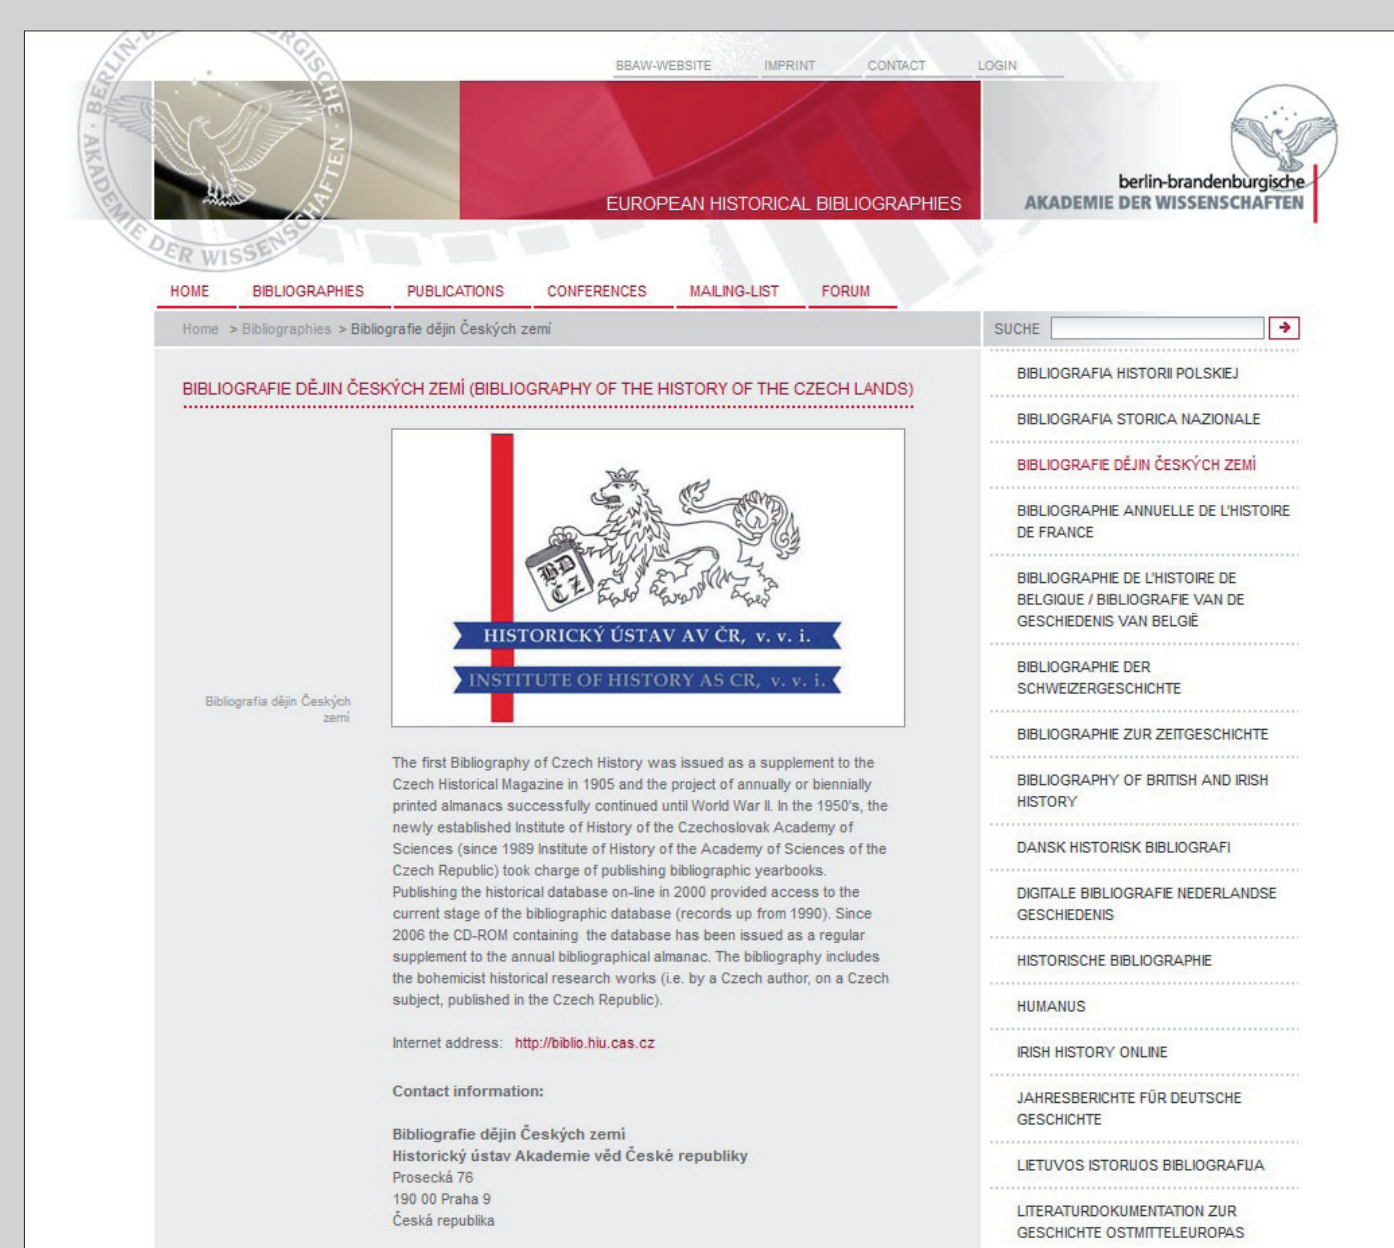 BBAW-WEBSITE IMPRINT CONTACT LOGIN
BERLIN-BRANDENBURGISCHE · AKADEMIE DER WISSENSCHAFTEN ·
EUROPEAN HISTORICAL BIBLIOGRAPHIES
berlin-brandenburgische
AKADEMIE DER WISSENSCHAFTEN
HOME BIBLIOGRAPHIES PUBLICATIONS CONFERENCES MAILING-LIST FORUM
Home > Bibliographies > Bibliografie dějin Českých zemí
SUCHE
BIBLIOGRAFIE DĚJIN ČESKÝCH ZEMÍ (BIBLIOGRAPHY OF THE HISTORY OF THE CZECH LANDS)
BD
CZ
HISTORICKÝ ÚSTAV AV ČR, v. v. i.
INSTITUTE OF HISTORY AS CR, v. v. i.
Bibliografia dějin Českých
zemí
The first Bibliography of Czech History was issued as a supplement to the
Czech Historical Magazine in 1905 and the project of annually or biennially
printed almanacs successfully continued until World War II. In the 1950's, the
newly established Institute of History of the Czechoslovak Academy of
Sciences (since 1989 Institute of History of the Academy of Sciences of the
Czech Republic) took charge of publishing bibliographic yearbooks.
Publishing the historical database on-line in 2000 provided access to the
current stage of the bibliographic database (records up from 1990). Since
2006 the CD-ROM containing the database has been issued as a regular
supplement to the annual bibliographical almanac. The bibliography includes
the bohemicist historical research works (i.e. by a Czech author, on a Czech
subject, published in the Czech Republic).
Internet address: http://biblio.hiu.cas.cz
Contact information:
Bibliografie dějin Českých zemí
Historický ústav Akademie věd České republiky
Prosecká 76
190 00 Praha 9
Česká republika
BIBLIOGRAFIA HISTORII POLSKIEJ
BIBLIOGRAFIA STORICA NAZIONALE
BIBLIOGRAFIE DĚJIN ČESKÝCH ZEMÍ
BIBLIOGRAPHIE ANNUELLE DE L'HISTOIRE
DE FRANCE
BIBLIOGRAPHIE DE L'HISTOIRE DE
BELGIQUE / BIBLIOGRAFIE VAN DE
GESCHIEDENIS VAN BELGIË
BIBLIOGRAPHIE DER
SCHWEIZERGESCHICHTE
BIBLIOGRAPHIE ZUR ZEITGESCHICHTE
BIBLIOGRAPHY OF BRITISH AND IRISH
HISTORY
DANSK HISTORISK BIBLIOGRAFI
DIGITALE BIBLIOGRAFIE NEDERLANDSE
GESCHIEDENIS
HISTORISCHE BIBLIOGRAPHIE
HUMANUS
IRISH HISTORY ONLINE
JAHRESBERICHTE FÜR DEUTSCHE
GESCHICHTE
LIETUVOS ISTORIJOS BIBLIOGRAFIJA
LITERATURDOKUMENTATION ZUR
GESCHICHTE OSTMITTELEUROPAS